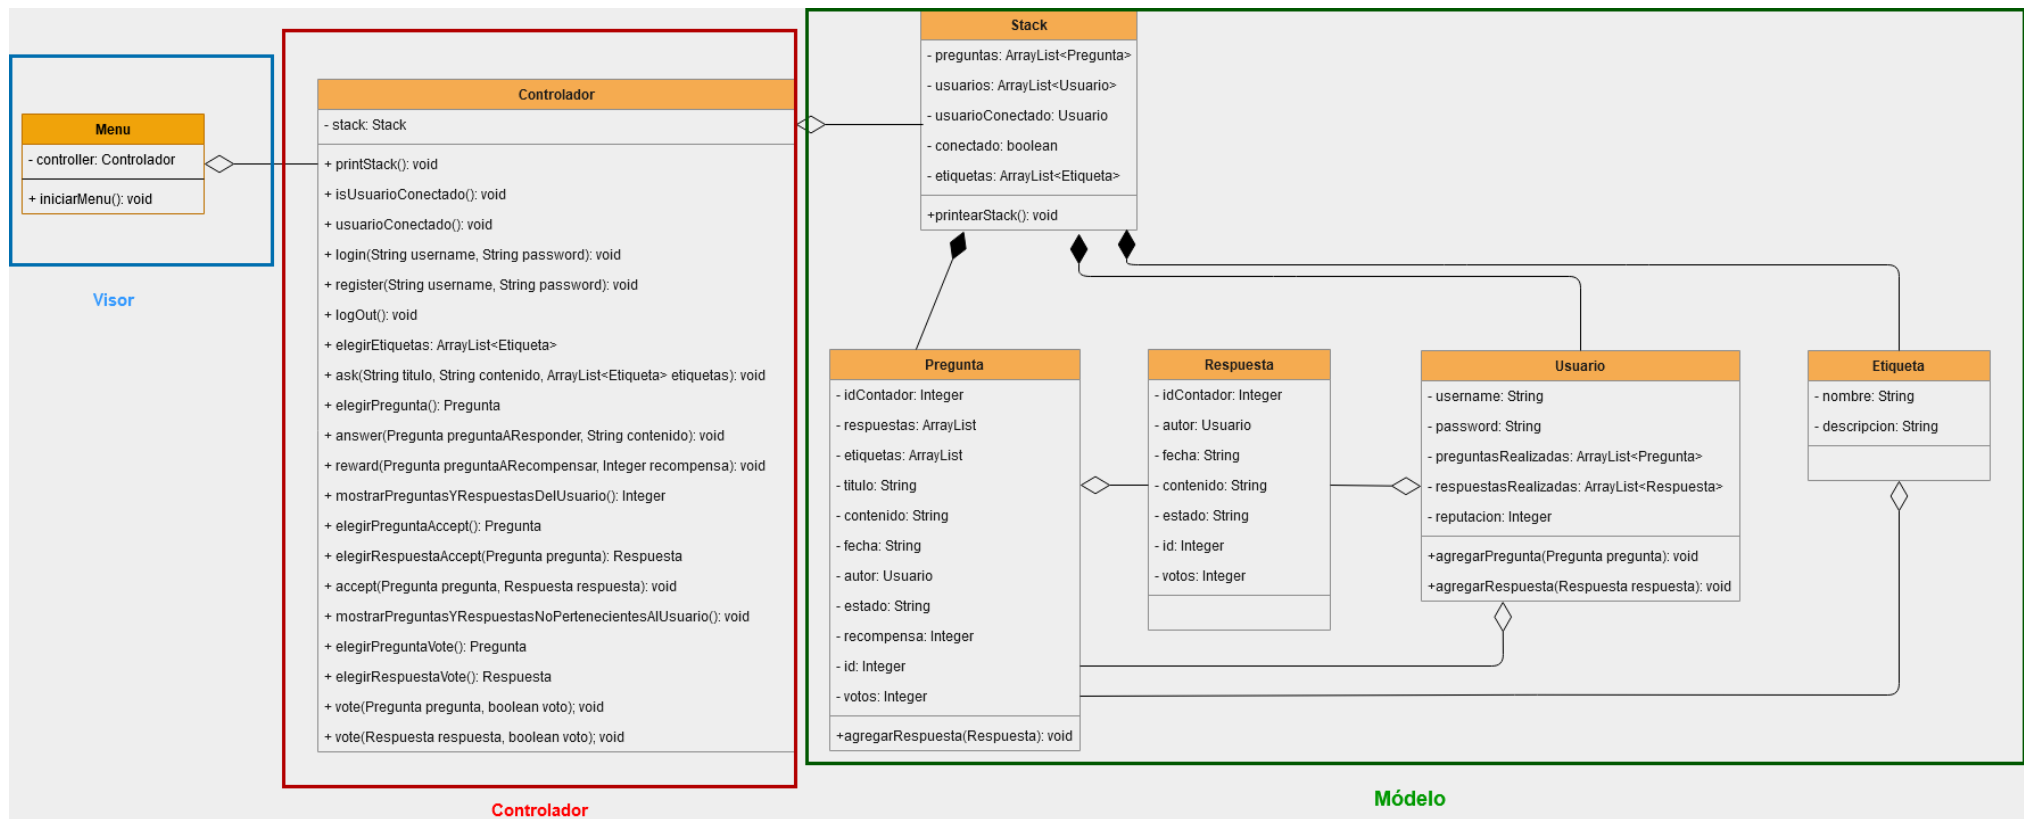 Menu
- controller: Controlador
+ iniciarMenu(): void
Visor
Controlador
- stack: Stack
+ printStack(): void
+ isUsuarioConectado(): void
+ usuarioConectado(): void
+ login(String username, String password): void
+ register(String username, String password): void
+ logOut(): void
+ elegirEtiquetas: ArrayList<Etiqueta>
+ ask(String titulo, String contenido, ArrayList<Etiqueta> etiquetas): void
+ elegirPregunta(): Pregunta
+ answer(Pregunta preguntaAResponder, String contenido): void
+ reward(Pregunta preguntaARecompensar, Integer recompensa): void
+ mostrarPreguntasYRespuestasDelUsuario(): Integer
+ elegirPreguntaAccept(): Pregunta
+ elegirRespuestaAccept(Pregunta pregunta): Respuesta
+ accept(Pregunta pregunta, Respuesta respuesta): void
+ mostrarPreguntasYRespuestasNoPertenecientesAlUsuario(): void
+ elegirPreguntaVote(): Pregunta
+ elegirRespuestaVote(): Respuesta
+ vote(Pregunta pregunta, boolean voto); void
+ vote(Respuesta respuesta, boolean voto); void
Controlador
Stack
- preguntas: ArrayList<Pregunta>
- usuarios: ArrayList<Usuario>
- usuarioConectado: Usuario
- conectado: boolean
- etiquetas: ArrayList<Etiqueta>
+printearStack(): void
Pregunta
- idContador: Integer
- respuestas: ArrayList
- etiquetas: ArrayList
- titulo: String
- contenido: String
- fecha: String
- autor: Usuario
- estado: String
- recompensa: Integer
- id: Integer
- votos: Integer
+agregarRespuesta(Respuesta): void
Respuesta
- idContador: Integer
- autor: Usuario
- fecha: String
- contenido: String
- estado: String
- id: Integer
- votos: Integer
Usuario
- username: String
- password: String
- preguntasRealizadas: ArrayList<Pregunta>
- respuestasRealizadas: ArrayList<Respuesta>
- reputacion: Integer
+agregarPregunta(Pregunta pregunta): void
+agregarRespuesta(Respuesta respuesta): void
Etiqueta
- nombre: String
- descripcion: String
Módelo